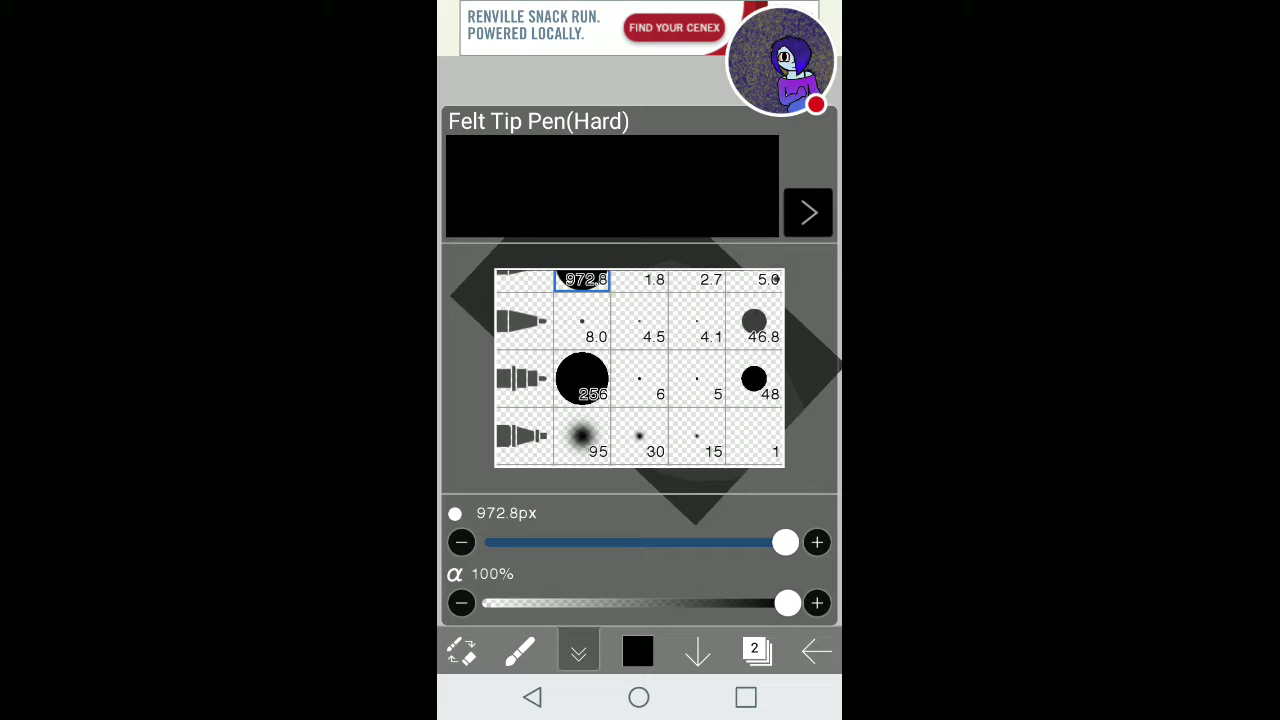 RENVILLE SNACK RUN.
POWERED LOCALLY.
FIND YOUR CENEX
Felt Tip Pen(Hard)
972.8 1.8 2.7 5.0
8.0 4.5 4.1 46.8
256 6 5 48
95 30 15 1
972.8px
α 100%
2